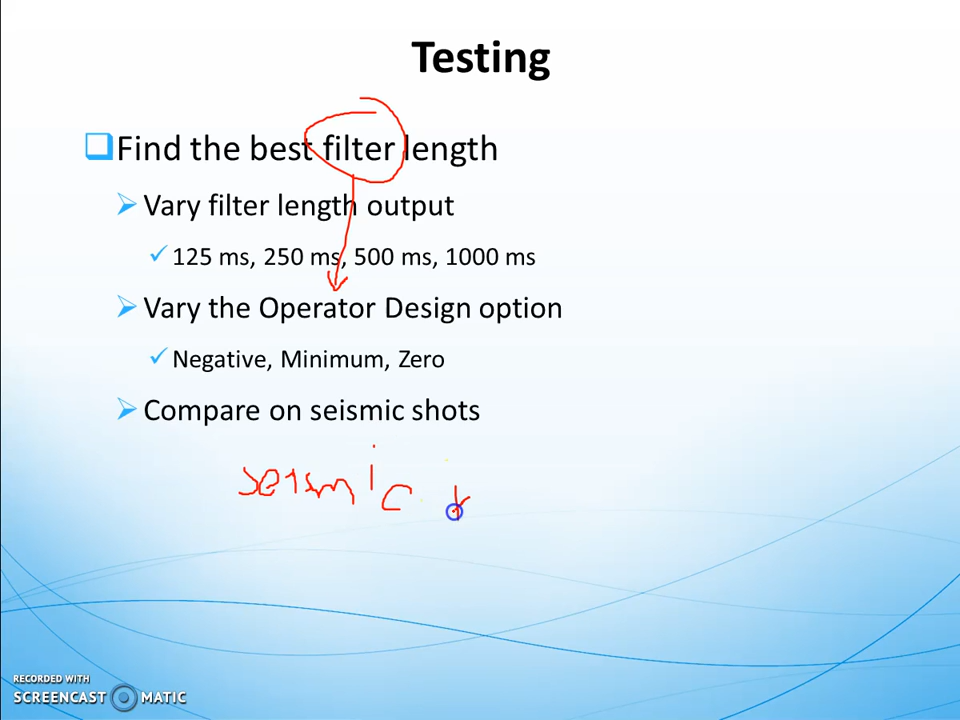 Testing
Find the best filter length
Vary filter length output
125 ms, 250 ms, 500 ms, 1000 ms
Vary the Operator Design option
Negative, Minimum, Zero
Compare on seismic shots
seismic r
RECORDED WITH
SCREENCAST MATIC